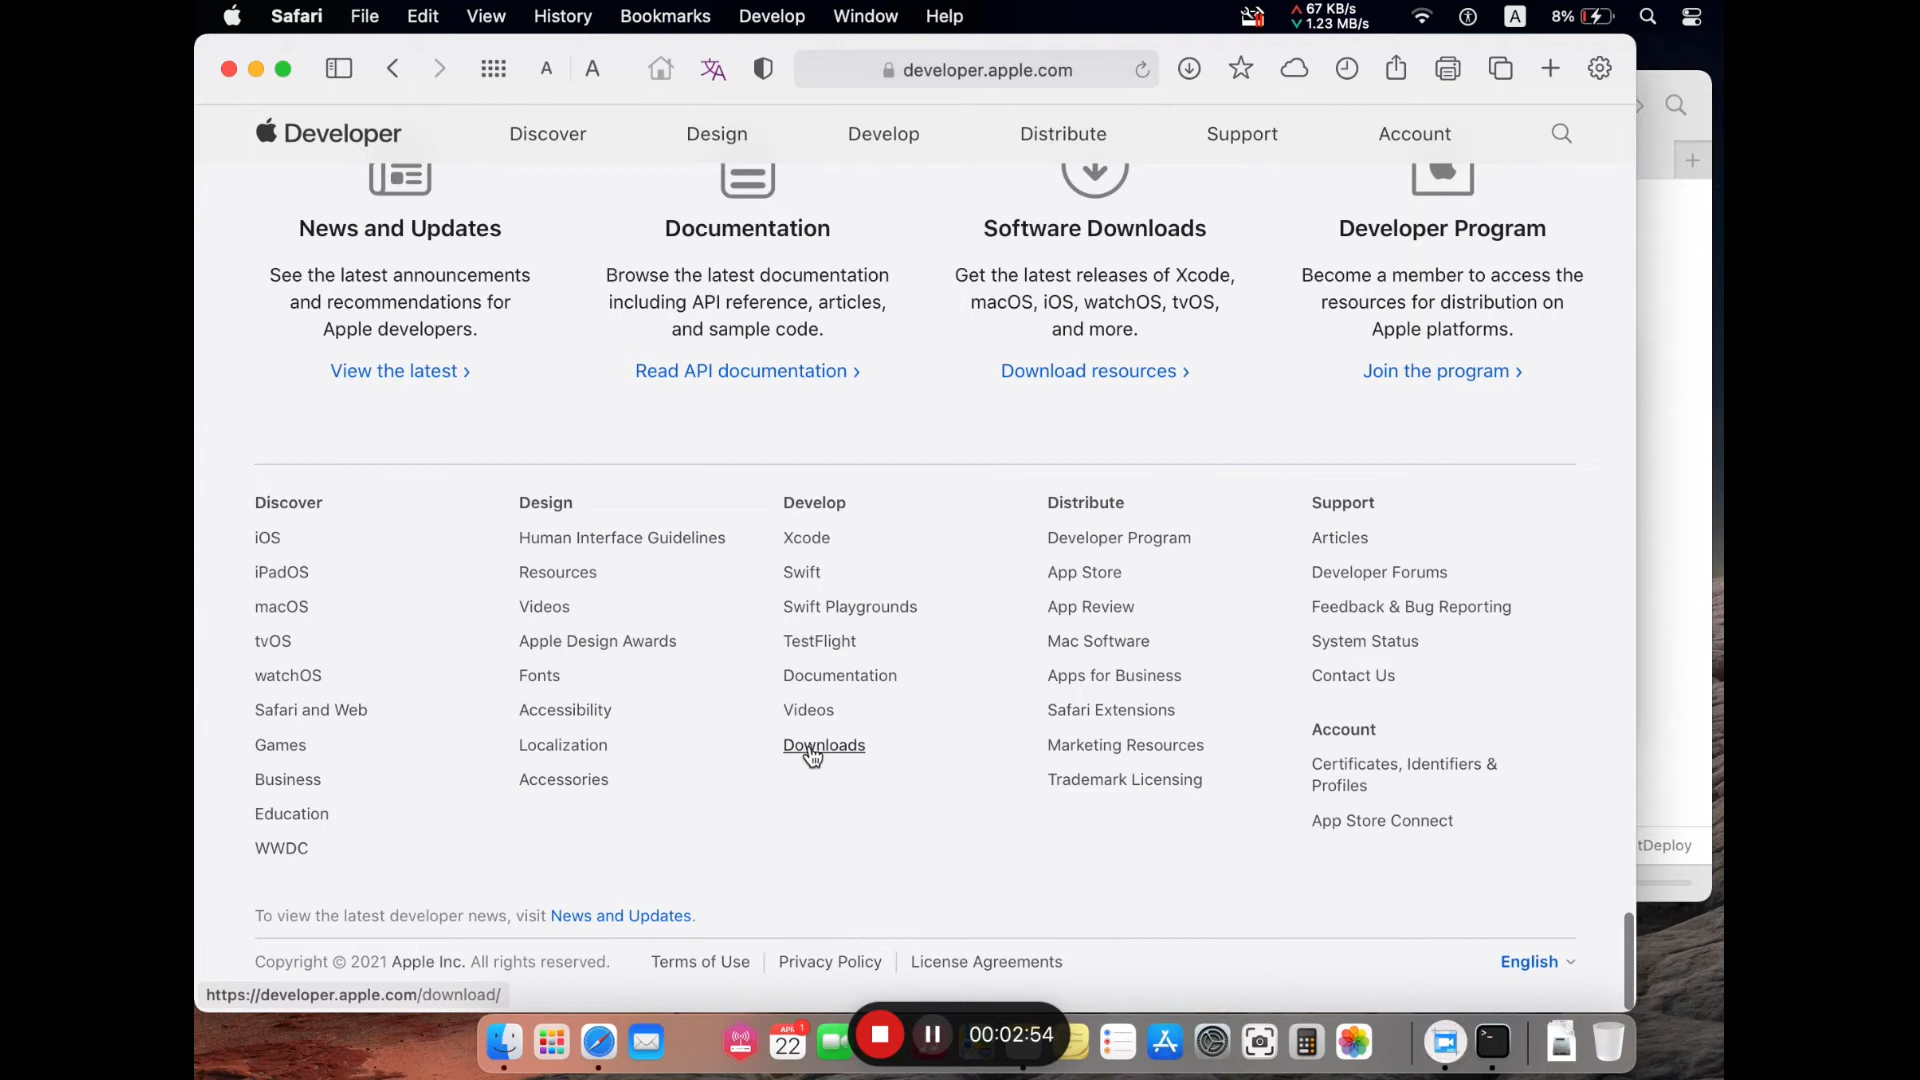 Safari File Edit View History Bookmarks Develop Window Help
67 KB/s
1.23 MB/s
A
8%
A A
developer.apple.com
Developer Discover Design Develop Distribute Support Account
News and Updates Documentation Software Downloads Developer Program
See the latest announcements
and recommendations for
Apple developers.
Browse the latest documentation
including API reference, articles,
and sample code.
Get the latest releases of Xcode,
macOS, iOS, watchOS, tvOS,
and more.
Become a member to access the
resources for distribution on
Apple platforms.
View the latest › Read API documentation › Download resources › Join the program ›
Discover
iOS
iPadOS
macOS
tvOS
watchOS
Safari and Web
Games
Business
Education
WWDC
Design
Human Interface Guidelines
Resources
Videos
Apple Design Awards
Fonts
Accessibility
Localization
Accessories
Develop
Xcode
Swift
Swift Playgrounds
TestFlight
Documentation
Videos
Downloads
Distribute
Developer Program
App Store
App Review
Mac Software
Apps for Business
Safari Extensions
Marketing Resources
Trademark Licensing
Support
Articles
Developer Forums
Feedback & Bug Reporting
System Status
Contact Us
Account
Certificates, Identifiers &
Profiles
App Store Connect
tDeploy
To view the latest developer news, visit News and Updates.
Copyright © 2021 Apple Inc. All rights reserved. Terms of Use Privacy Policy License Agreements English
https://developer.apple.com/download/
APR 1
22
00:02:54